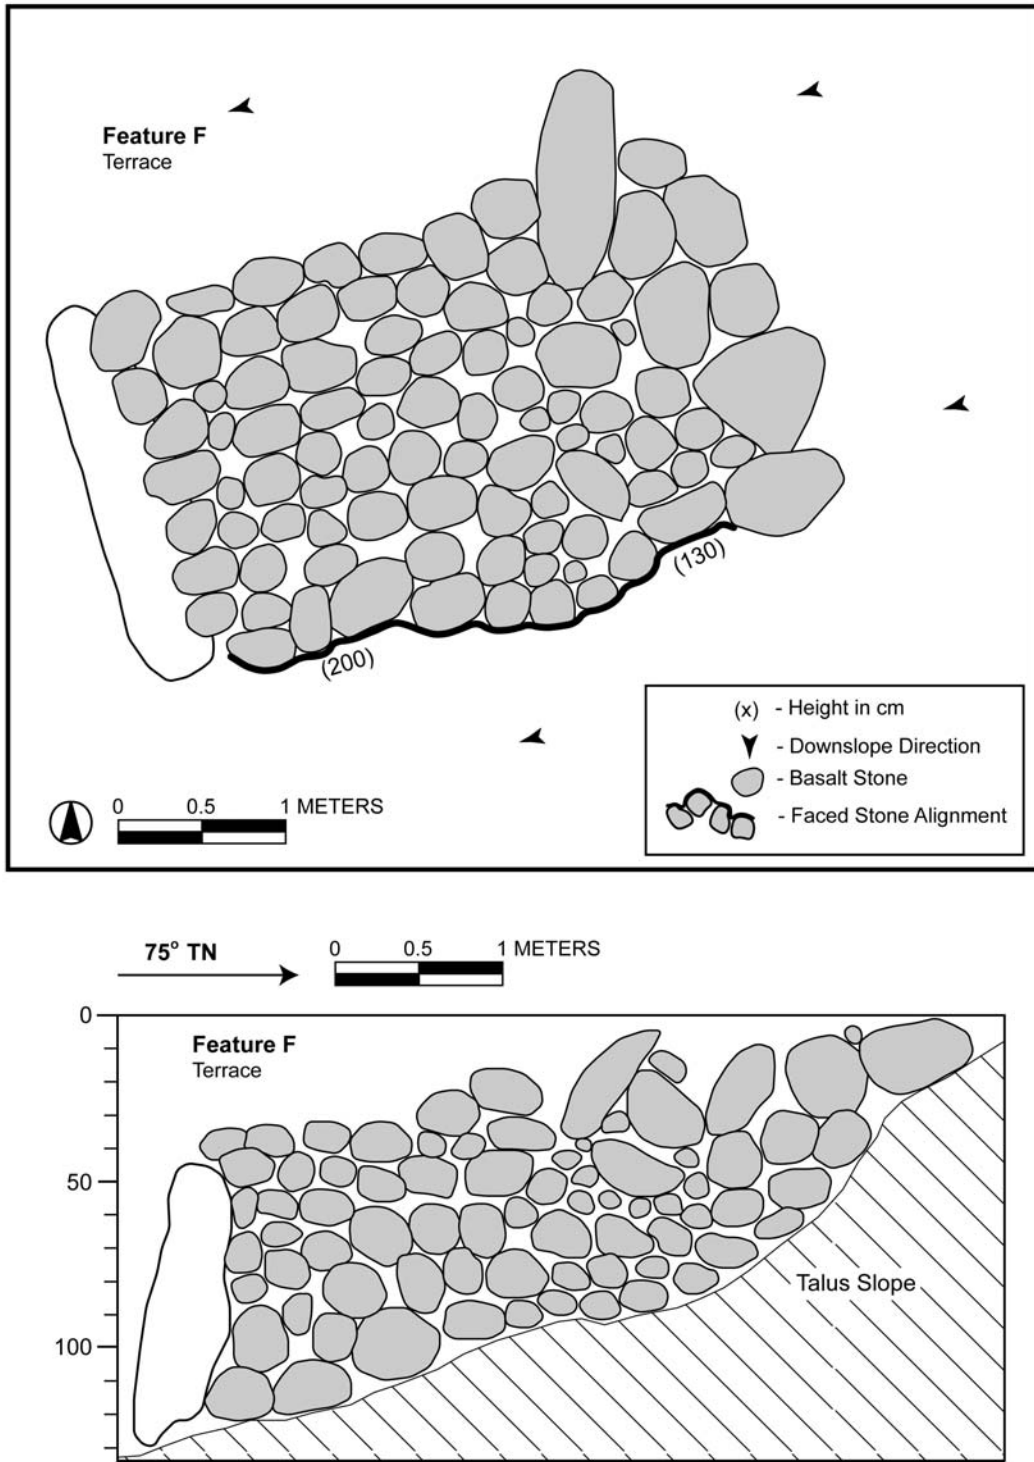 Feature F
Terrace
(130)
(200)
(x) - Height in cm
- Downslope Direction
- Basalt Stone
- Faced Stone Alignment
0 0.5 1 METERS
75° TN
0 0.5 1 METERS
0
Feature F
Terrace
50
Talus Slope
100